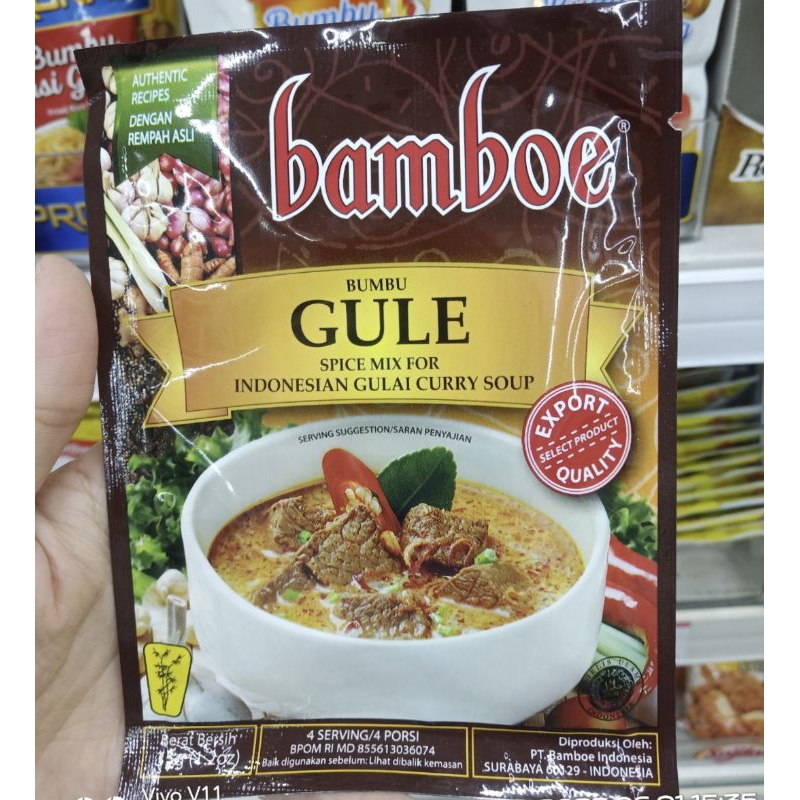 Bumbu
AUTHENTIC
RECIPES
DENGAN
REMPAH ASLI
bamboe®
BUMBU
GULE
SPICE MIX FOR
INDONESIAN GULAI CURRY SOUP
EXPORT
SELECT PRODUCT
QUALITY
SERVING SUGGESTION/SARAN PENYAJIAN
Berat Bersih
4 SERVING/4 PORSI
BPOM RI MD 855613036074
Baik digunakan sebelum: Lihat dibalik kemasan
Diproduksi Oleh:
PT. Bamboe Indonesia
SURABAYA 60129 - INDONESIA
Vivo V11